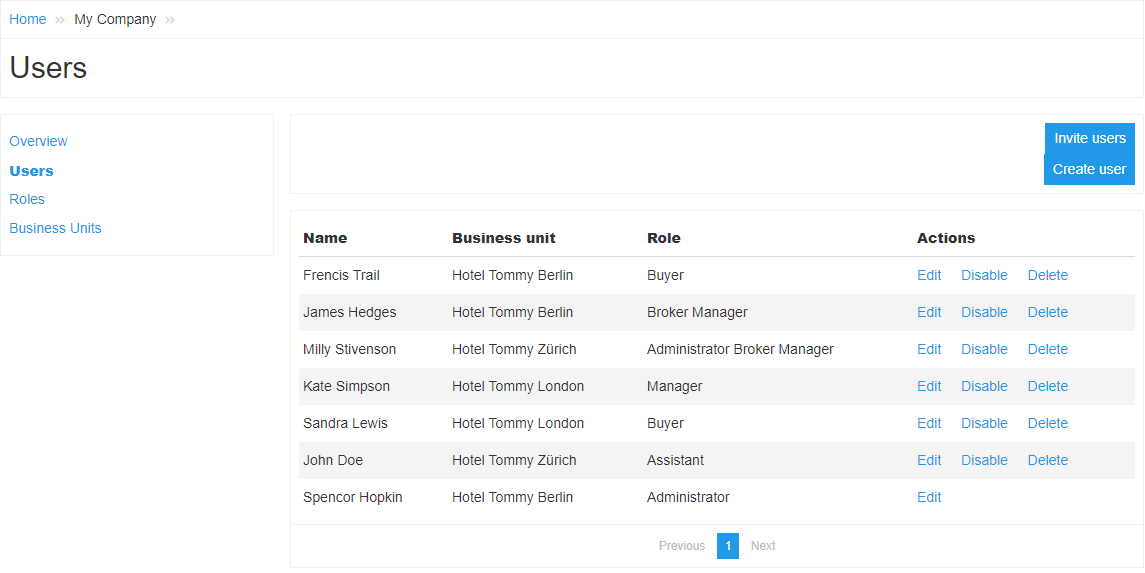 Home » My Company »
Users
Overview
Users
Roles
Business Units
Invite users
Create user
Name Business unit Role Actions
Frencis Trail Hotel Tommy Berlin Buyer Edit Disable Delete
James Hedges Hotel Tommy Berlin Broker Manager Edit Disable Delete
Milly Stivenson Hotel Tommy Zürich Administrator Broker Manager Edit Disable Delete
Kate Simpson Hotel Tommy London Manager Edit Disable Delete
Sandra Lewis Hotel Tommy London Buyer Edit Disable Delete
John Doe Hotel Tommy Zürich Assistant Edit Disable Delete
Spencor Hopkin Hotel Tommy Berlin Administrator Edit
Previous 1 Next